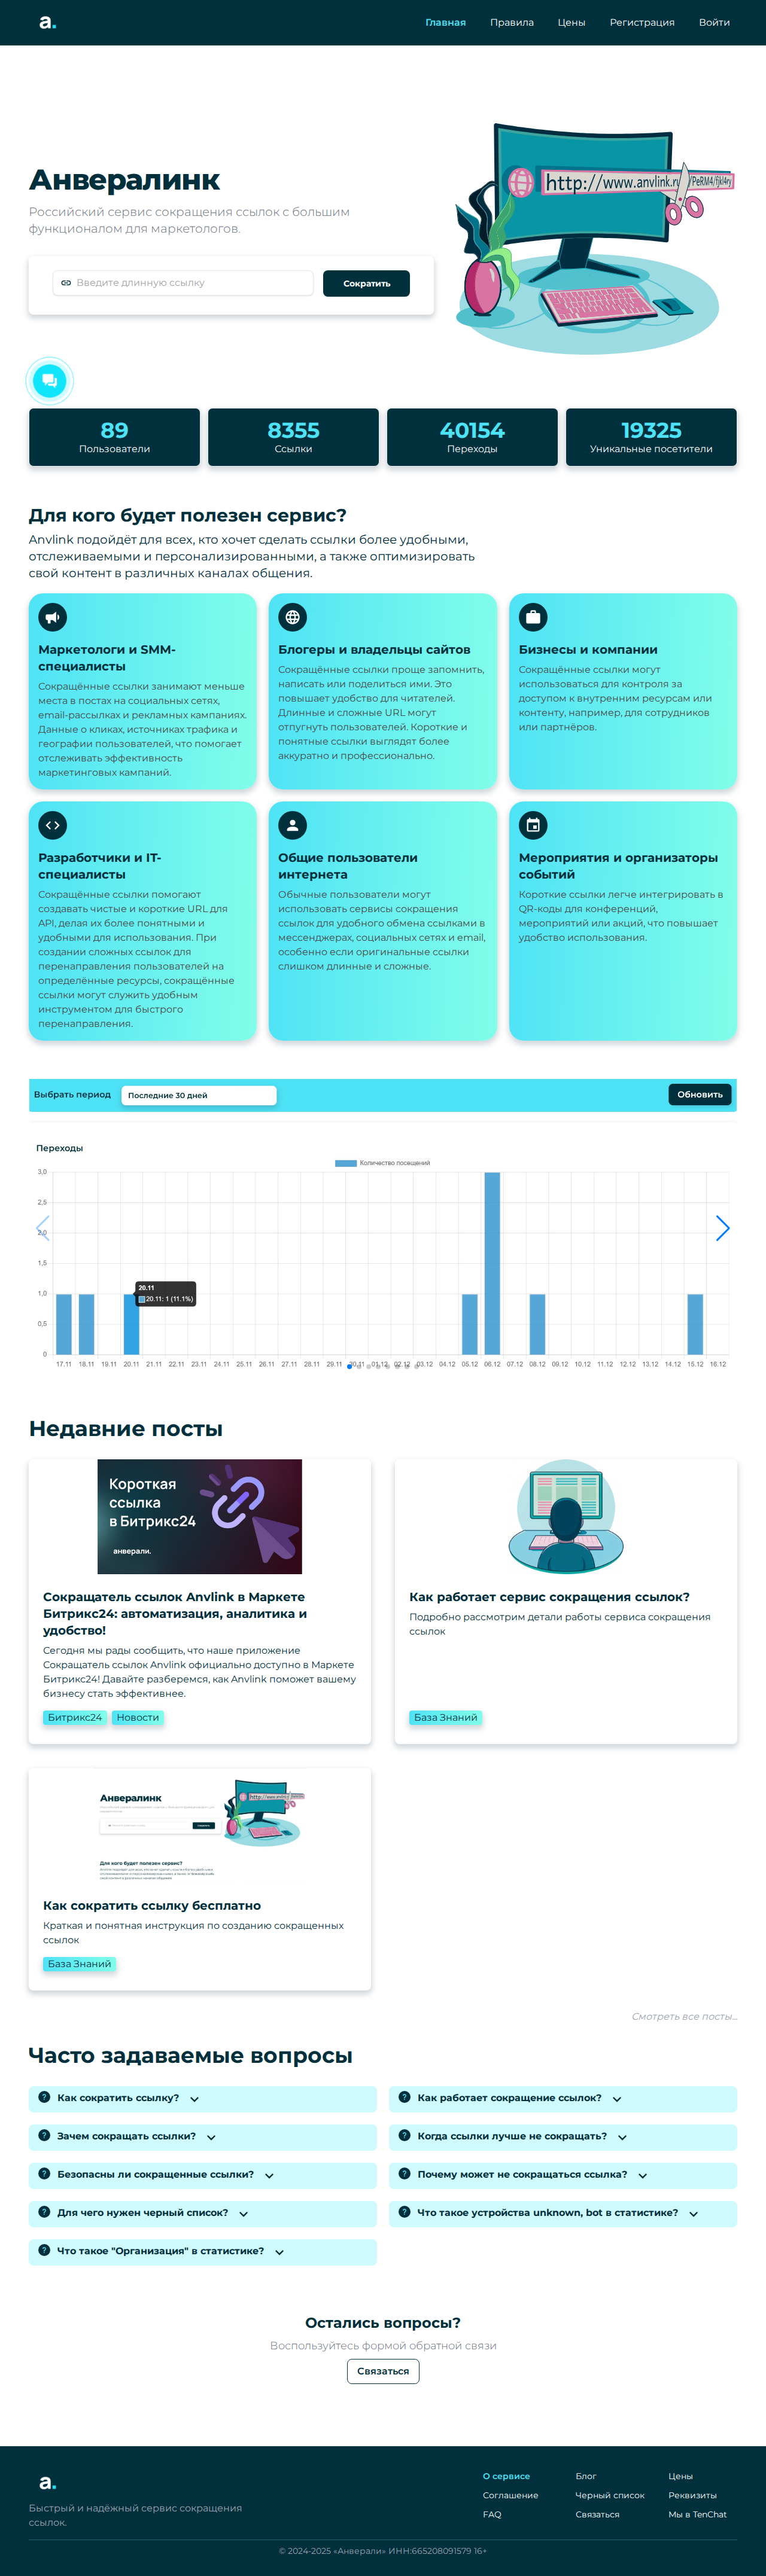 a.
Главная
Правила
Цены
Регистрация
Войти
http://www.anvlink.ru/PeRM4/fjkl4ry
Анвералинк
Российский сервис сокращения ссылок с большим
функционалом для маркетологов.
Введите длинную ссылку
Сократить
89
Пользователи
8355
Ссылки
40154
Переходы
19325
Уникальные посетители
Для кого будет полезен сервис?
Anvlink подойдёт для всех, кто хочет сделать ссылки более удобными,
отслеживаемыми и персонализированными, а также оптимизировать
свой контент в различных каналах общения.
Маркетологи и SMM-
специалисты
Сокращённые ссылки занимают меньше
места в постах на социальных сетях,
email-рассылках и рекламных кампаниях.
Данные о кликах, источниках трафика и
географии пользователей, что помогает
отслеживать эффективность
маркетинговых кампаний.
Блогеры и владельцы сайтов
Сокращённые ссылки проще запомнить,
написать или поделиться ими. Это
повышает удобство для читателей.
Длинные и сложные URL могут
отпугнуть пользователей. Короткие и
понятные ссылки выглядят более
аккуратно и профессионально.
Бизнесы и компании
Сокращённые ссылки могут
использоваться для контроля за
доступом к внутренним ресурсам или
контенту, например, для сотрудников
или партнёров.
Разработчики и IT-
специалисты
Сокращённые ссылки помогают
создавать чистые и короткие URL для
API, делая их более понятными и
удобными для использования. При
создании сложных ссылок для
перенаправления пользователей на
определённые ресурсы, сокращённые
ссылки могут служить удобным
инструментом для быстрого
перенаправления.
Общие пользователи
интернета
Обычные пользователи могут
использовать сервисы сокращения
ссылок для удобного обмена ссылками в
мессенджерах, социальных сетях и email,
особенно если оригинальные ссылки
слишком длинные и сложные.
Мероприятия и организаторы
событий
Короткие ссылки легче интегрировать в
QR-коды для конференций,
мероприятий или акций, что повышает
удобство использования.
Выбрать период
Последние 30 дней
Обновить
Переходы
Количество посещений
3,0
2,5
2,0
1,5
1,0
0,5
0
20.11
20.11: 1 (11.1%)
17.11 18.11 19.11 20.11 21.11 22.11 23.11 24.11 25.11 26.11 27.11 28.11 29.11 30.11 01.12 02.12 03.12 04.12 05.12 06.12 07.12 08.12 09.12 10.12 11.12 12.12 13.12 14.12 15.12 16.12
Недавние посты
Короткая
ссылка
в Битрикс24
анверали.
Сокращатель ссылок Anvlink в Маркете
Битрикс24: автоматизация, аналитика и
удобство!
Сегодня мы рады сообщить, что наше приложение
Сокращатель ссылок Anvlink официально доступно в Маркете
Битрикс24! Давайте разберемся, как Anvlink поможет вашему
бизнесу стать эффективнее.
Битрикс24
Новости
Как работает сервис сокращения ссылок?
Подробно рассмотрим детали работы сервиса сокращения
ссылок
База Знаний
Анвералинк
Для кого будет полезен сервис?
Как сократить ссылку бесплатно
Краткая и понятная инструкция по созданию сокращенных
ссылок
База Знаний
Смотреть все посты...
Часто задаваемые вопросы
? Как сократить ссылку?
? Как работает сокращение ссылок?
? Зачем сокращать ссылки?
? Когда ссылки лучше не сокращать?
? Безопасны ли сокращенные ссылки?
? Почему может не сокращаться ссылка?
? Для чего нужен черный список?
? Что такое устройства unknown, bot в статистике?
? Что такое "Организация" в статистике?
Остались вопросы?
Воспользуйтесь формой обратной связи
Связаться
a.
Быстрый и надёжный сервис сокращения
ссылок.
О сервисе
Блог
Цены
Соглашение
Черный список
Реквизиты
FAQ
Связаться
Мы в TenChat
© 2024-2025 «Анверали» ИНН:665208091579 16+